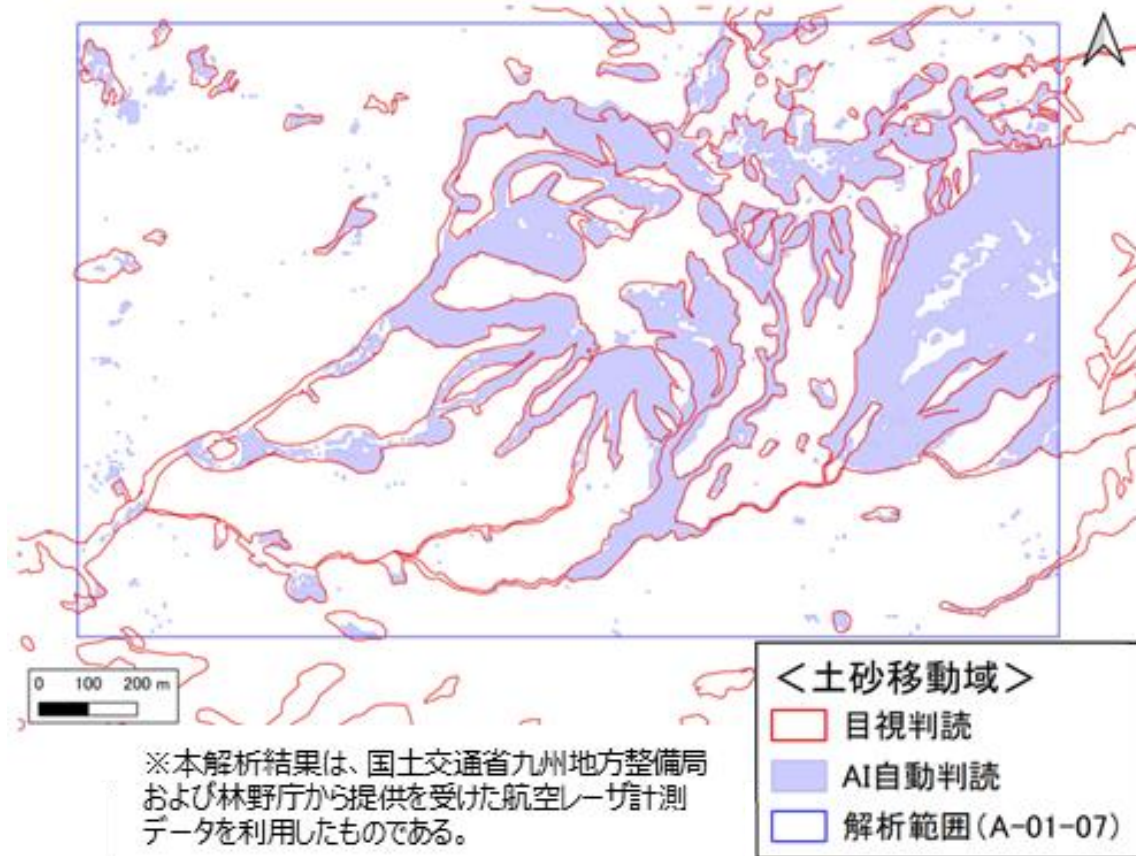 0 100 200 m
<土砂移動域>
目視判読
AI自動判読
解析範囲(A-01-07)
※本解析結果は、国土交通省九州地方整備局
および林野庁から提供を受けた航空レーザ計測
データを利用したものである。